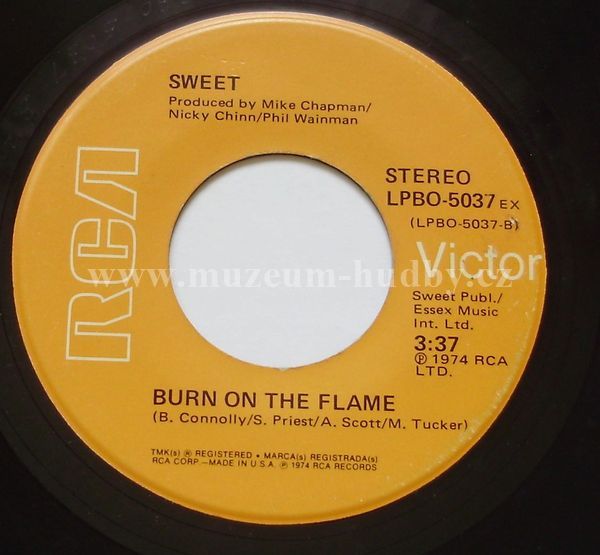 SWEET
Produced by Mike Chapman/
Nicky Chinn/Phil Wainman
RCA
STEREO
LPBO-5037 EX
(LPBO-5037-B)
Victor
www.muzeum-hudby.cz
Sweet Publ./
Essex Music
Int. Ltd.
3:37
℗ 1974 RCA
LTD.
BURN ON THE FLAME
(B. Connolly/S. Priest/A. Scott/M. Tucker)
TMK(s) ® REGISTERED • MARCA(s) REGISTRADA(s)
RCA CORP.—MADE IN U.S.A. ℗ 1974 RCA RECORDS